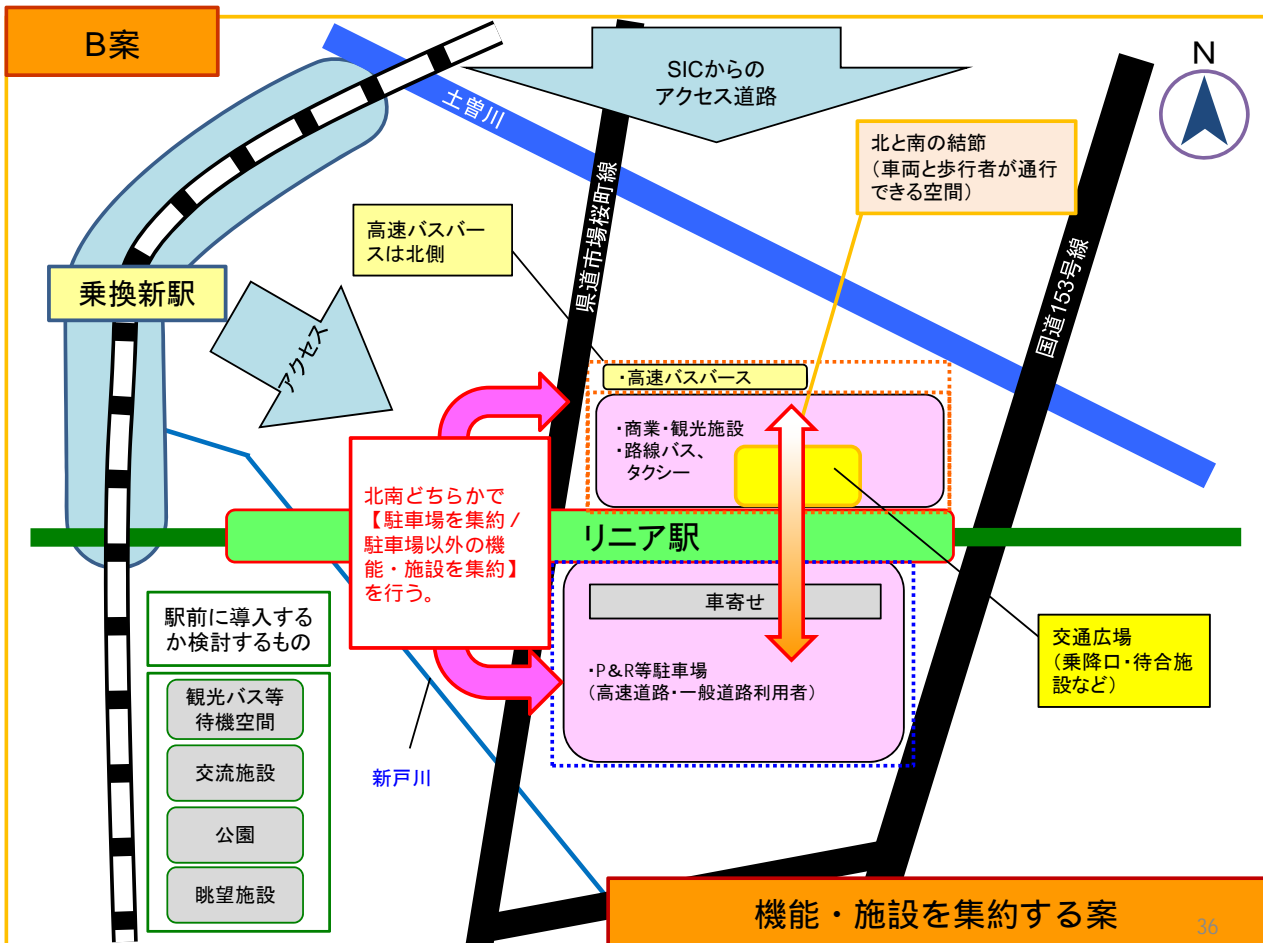 B案
SICからの
アクセス道路
N
土曽川
県道市場桜町線
国道153号線
北と南の結節
(車両と歩行者が通行
できる空間)
高速バスバー
スは北側
乗換新駅
アクセス
・高速バスバース
・商業・観光施設
・路線バス、
タクシー
北南どちらかで
【駐車場を集約/
駐車場以外の機
能・施設を集約】
を行う。
リニア駅
車寄せ
・P&R等駐車場
(高速道路・一般道路利用者)
交通広場
(乗降口・待合施
設など)
駅前に導入する
か検討するもの
観光バス等
待機空間
交流施設
公園
眺望施設
新戸川
機能・施設を集約する案
36